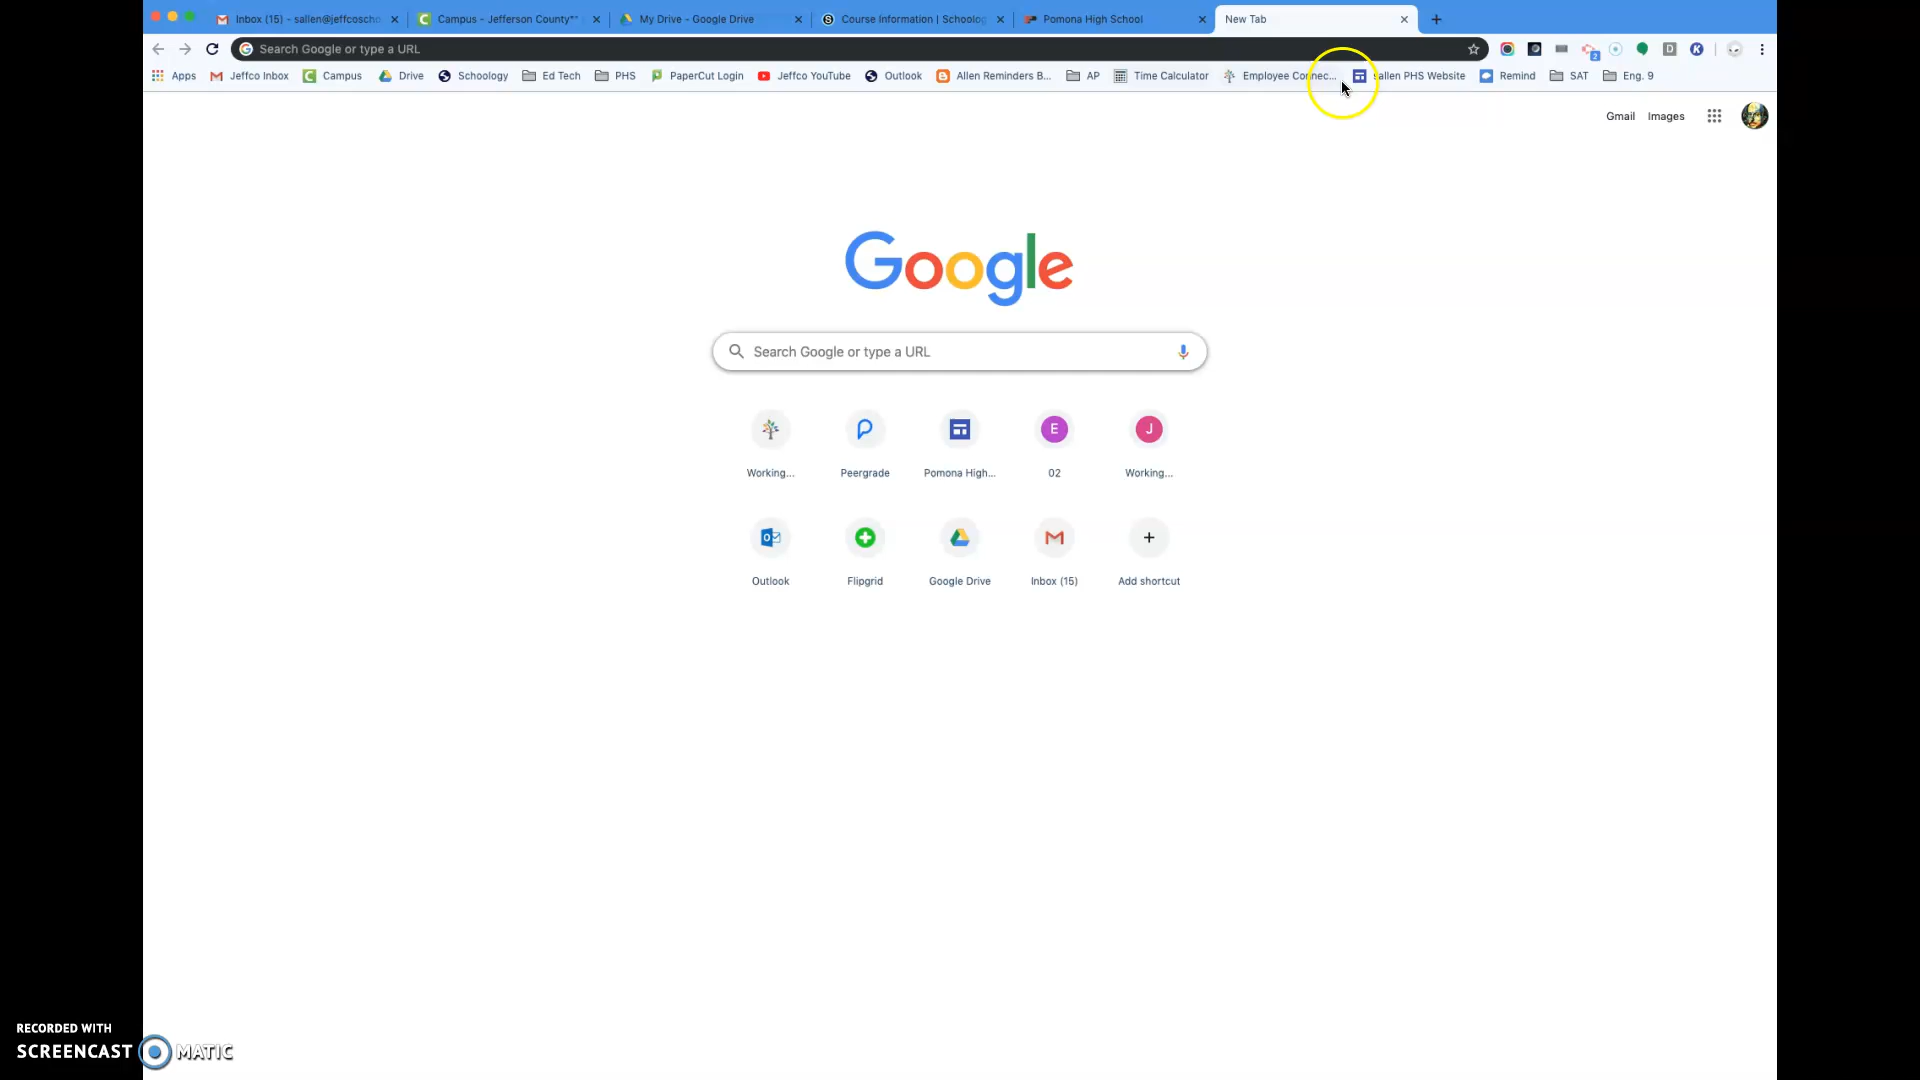 Inbox (15) - sallen@jeffcoscho
Campus - Jefferson County"
My Drive - Google Drive
Course Information | Schoolog
Pomona High School
New Tab
Search Google or type a URL
Apps
Jeffco Inbox
Campus
Drive
Schoology
Ed Tech
PHS
PaperCut Login
Jeffco YouTube
Outlook
Allen Reminders B...
AP
Time Calculator
Employee Connec...
sallen PHS Website
Remind
SAT
Eng. 9
Gmail
Images
Google
Search Google or type a URL
E
J
Working...
Peergrade
Pomona High...
02
Working...
Outlook
Flipgrid
Google Drive
Inbox (15)
Add shortcut
RECORDED WITH
SCREENCAST MATIC